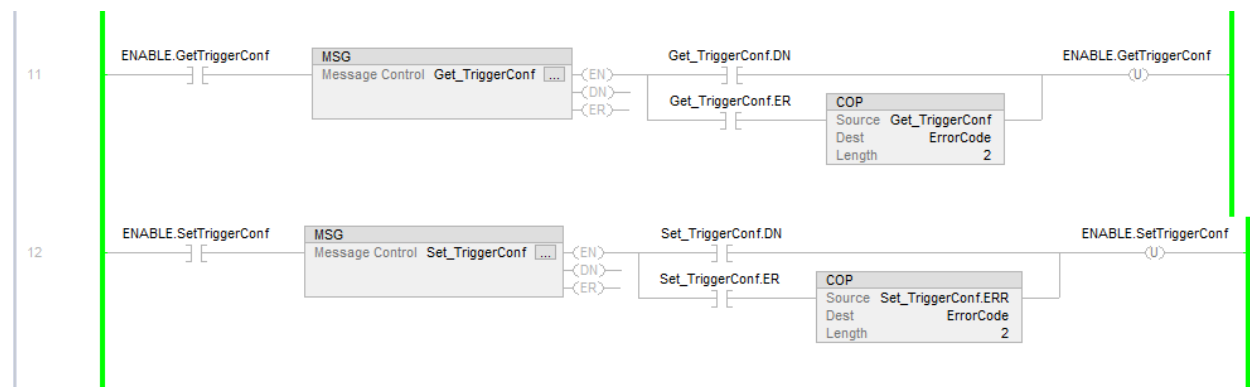 ENABLE.GetTriggerConf
MSG
Get_TriggerConf.DN
ENABLE.GetTriggerConf
11
Message Control Get_TriggerConf ...
(EN)
(U)
(DN)
(ER)
Get_TriggerConf.ER
COP
Source Get_TriggerConf
Dest ErrorCode
Length 2
ENABLE.SetTriggerConf
MSG
Set_TriggerConf.DN
ENABLE.SetTriggerConf
12
Message Control Set_TriggerConf ...
(EN)
(U)
(DN)
(ER)
Set_TriggerConf.ER
COP
Source Set_TriggerConf.ERR
Dest ErrorCode
Length 2